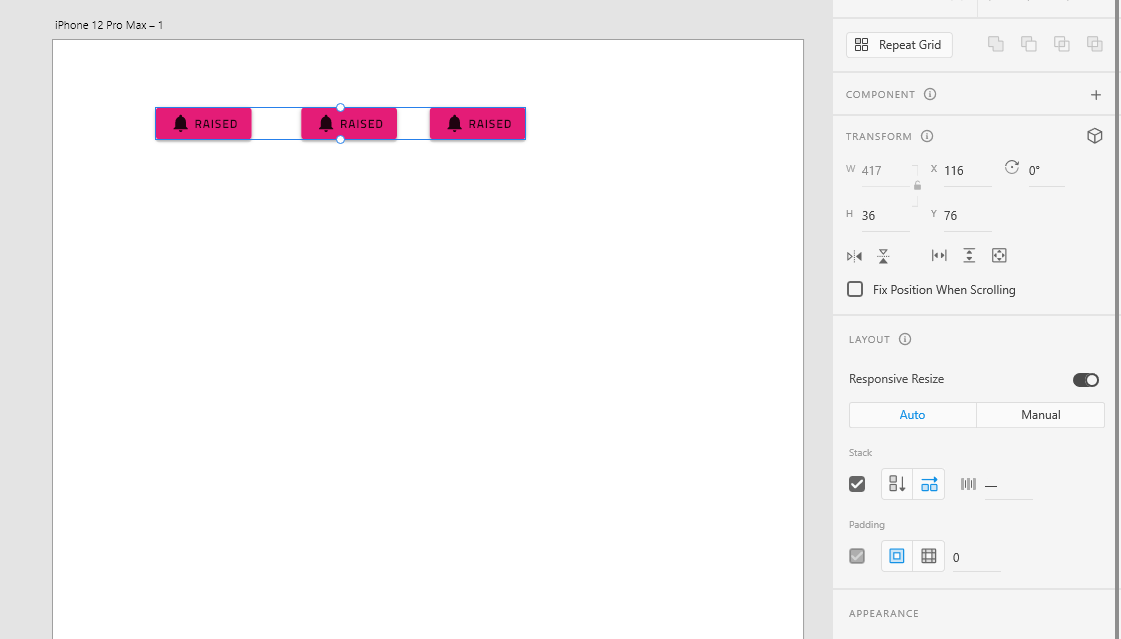 iPhone 12 Pro Max – 1
RAISED RAISED RAISED
Repeat Grid
COMPONENT
TRANSFORM
W 417 X 116 0°
H 36 Y 76
Fix Position When Scrolling
LAYOUT
Responsive Resize
Auto Manual
Stack
—
Padding
0
APPEARANCE